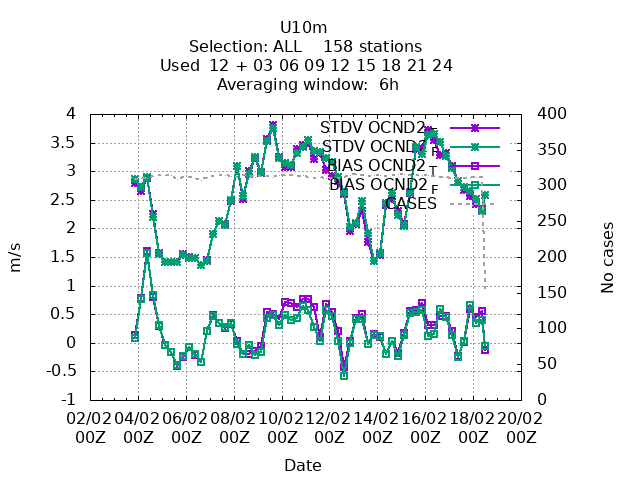 U10m
Selection: ALL 158 stations
Used 12 + 03 06 09 12 15 18 21 24
Averaging window: 6h
4
3.5
3
2.5
2
1.5
1
0.5
0
-0.5
-1
m/s
400
350
300
250
200
150
100
50
0
No cases
STDV OCND2_T
STDV OCND2_F
BIAS OCND2_T
BIAS OCND2_F
CASES
02/02 04/02 06/02 08/02 10/02 12/02 14/02 16/02 18/02 20/02
00Z 00Z 00Z 00Z 00Z 00Z 00Z 00Z 00Z 00Z
Date